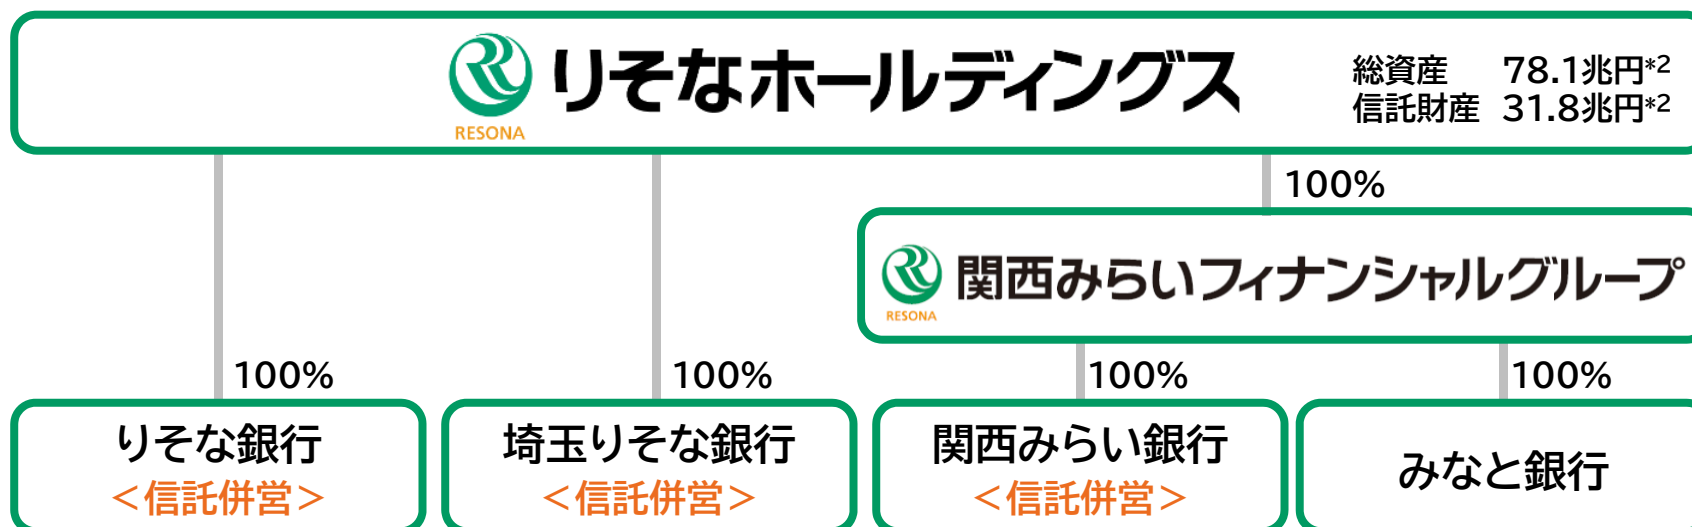 りそなホールディングス
RESONA
総資産 78.1兆円*2
信託財産 31.8兆円*2
100%
関西みらいフィナンシャルグループ
RESONA
100%
100%
100%
100%
りそな銀行
<信託併営>
埼玉りそな銀行
<信託併営>
関西みらい銀行
<信託併営>
みなと銀行